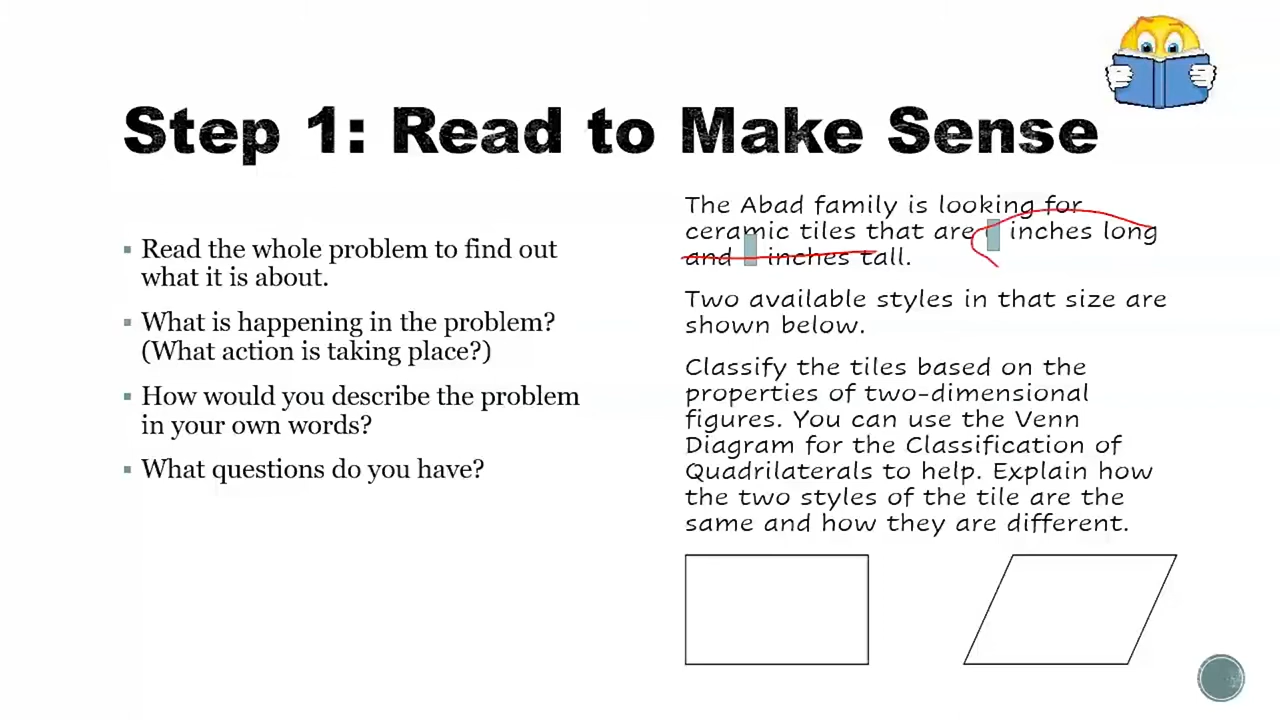 Step 1: Read to Make Sense
▪ Read the whole problem to find out
what it is about.
▪ What is happening in the problem?
(What action is taking place?)
▪ How would you describe the problem
in your own words?
▪ What questions do you have?
The Abad family is looking for
ceramic tiles that are inches long
and inches tall.
Two available styles in that size are
shown below.
Classify the tiles based on the
properties of two-dimensional
figures. You can use the Venn
Diagram for the Classification of
Quadrilaterals to help. Explain how
the two styles of the tile are the
same and how they are different.